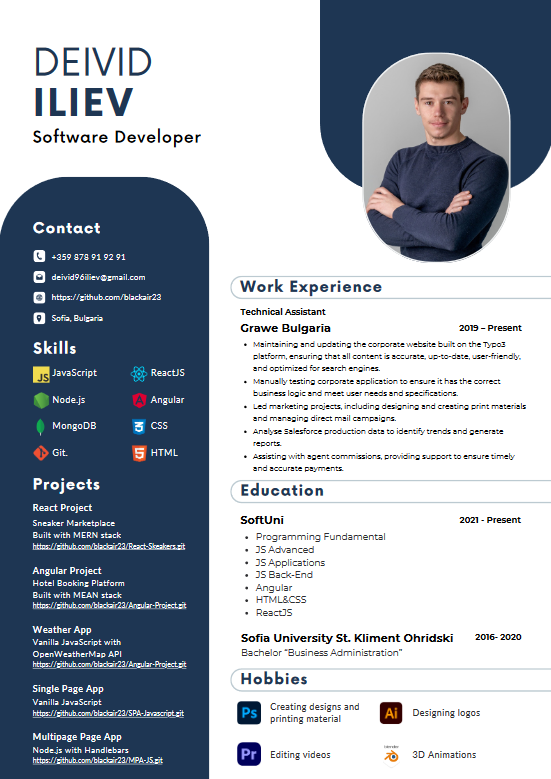 DEIVID
ILIEV
Software Developer
Contact
+359 878 91 92 91
deivid96iliev@gmail.com
https://github.com/blackair23
Sofia, Bulgaria
Skills
JS JavaScript
ReactJS
Node.js
Angular
MongoDB
CSS
Git.
HTML
Projects
React Project
Sneaker Marketplace
Built with MERN stack
https://github.com/blackair23/React-Skeakers.git
Angular Project
Hotel Booking Platform
Built with MEAN stack
https://github.com/blackair23/Angular-Project.git
Weather App
Vanilla JavaScript with
OpenWeatherMap API
https://github.com/blackair23/Angular-Project.git
Single Page App
Vanilla JavaScript
https://github.com/blackair23/SPA-Javascript.git
Multipage Page App
Node.js with Handlebars
https://github.com/blackair23/MPA-JS.git
Work Experience
Technical Assistant
Grawe Bulgaria 2019 – Present
• Maintaining and updating the corporate website built on the Typo3
platform, ensuring that all content is accurate, up-to-date, user-friendly,
and optimized for search engines.
• Manually testing corporate application to ensure it has the correct
business logic and meet user needs and specifications.
• Led marketing projects, including designing and creating print materials
and managing direct mail campaigns.
• Analyse Salesforce production data to identify trends and generate
reports.
• Assisting with agent commissions, providing support to ensure timely
and accurate payments.
Education
SoftUni 2021 - Present
• Programming Fundamental
• JS Advanced
• JS Applications
• JS Back-End
• Angular
• HTML&CSS
• ReactJS
Sofia University St. Kliment Ohridski 2016- 2020
Bachelor “Business Administration”
Hobbies
Ps Creating designs and
printing material
Ai Designing logos
Pr Editing videos
blender 3D Animations